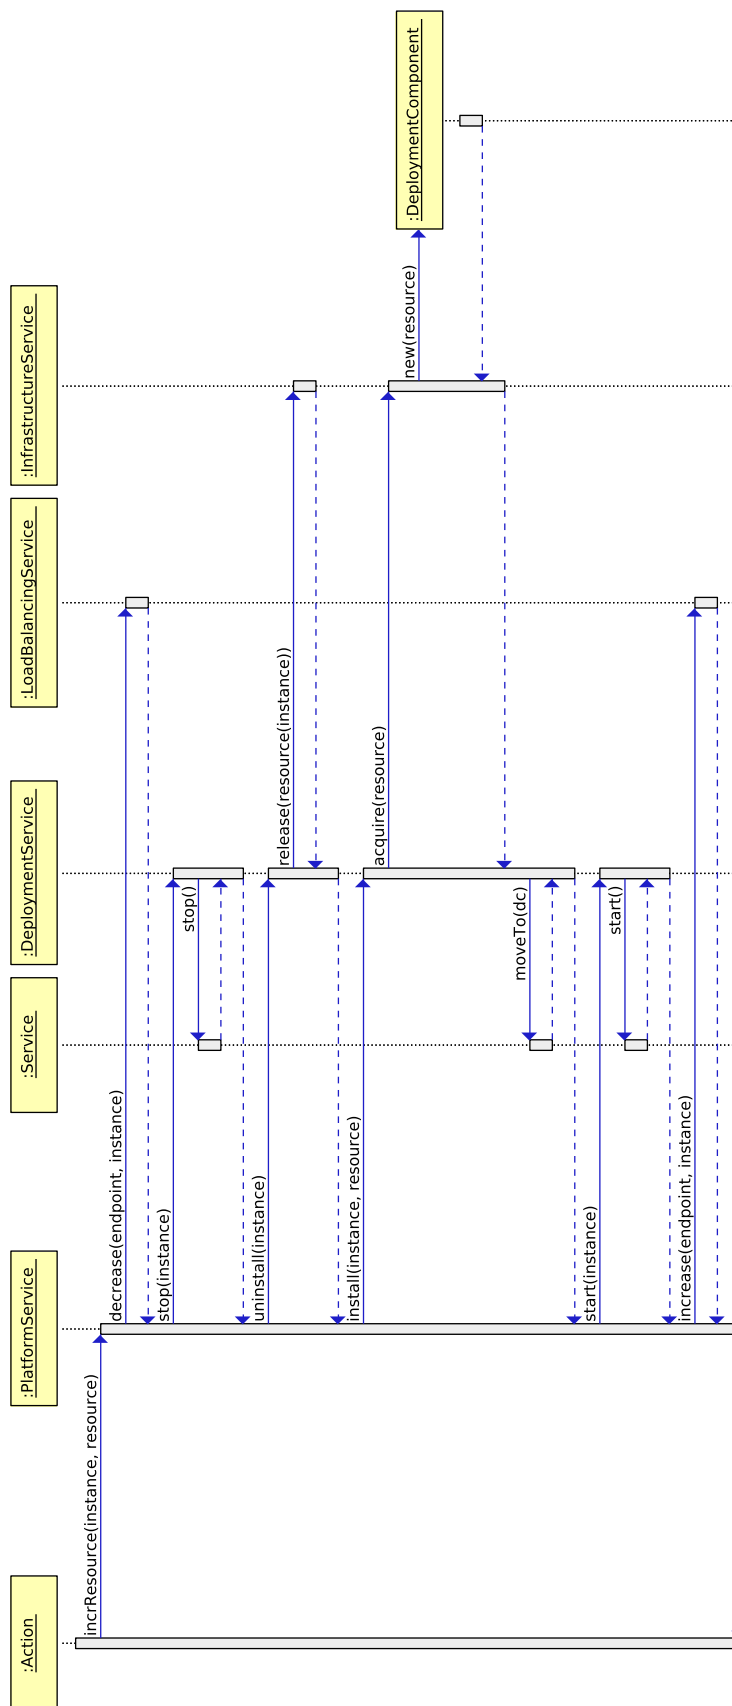 :Action
:PlatformService
:Service
:DeploymentService
:LoadBalancingService
:InfrastructureService
incrResource(instance, resource)
decrease(endpoint, instance)
stop(instance)
stop()
uninstall(instance)
release(resource(instance))
install(instance, resource)
acquire(resource)
new(resource)
:DeploymentComponent
moveTo(dc)
start(instance)
start()
increase(endpoint, instance)